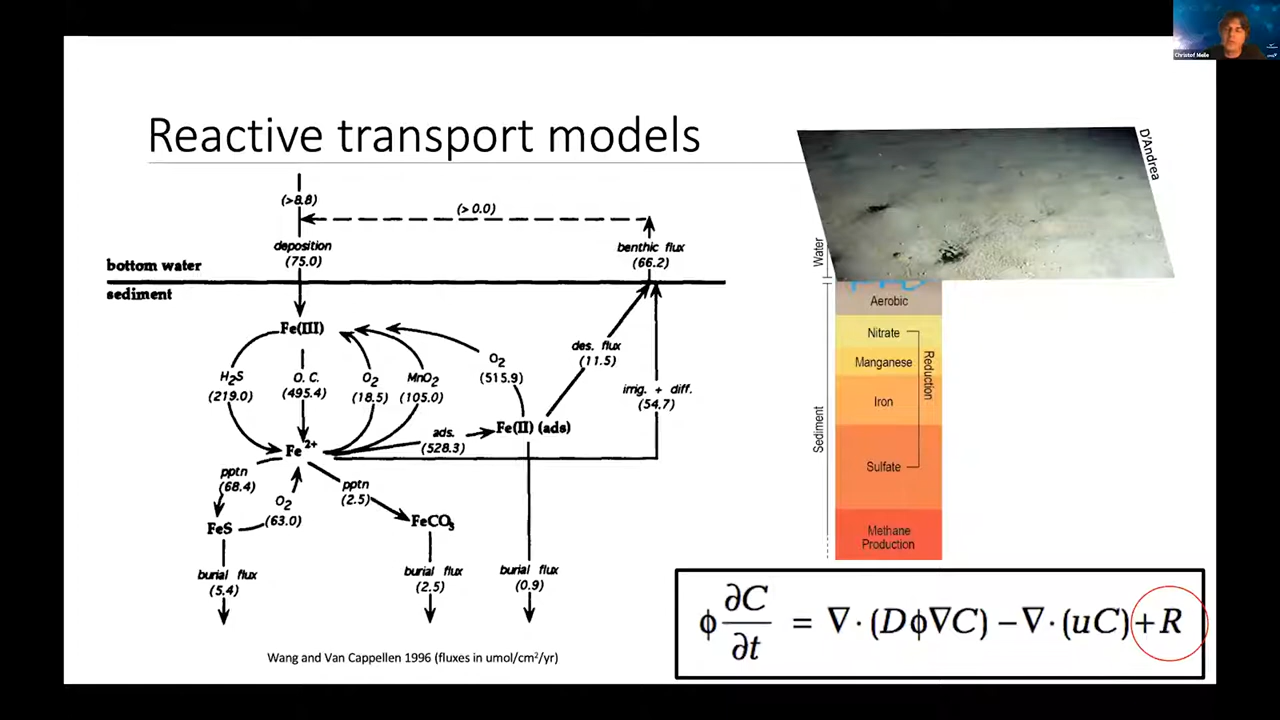 Christof Meile
Reactive transport models
D'Andrea
(>8.8)
(> 0.0)
deposition
(75.0)
benthic flux
(66.2)
bottom water
sediment
Fe(III)
H2S
(219.0)
O. C.
(495.4)
O2
(18.5)
MnO2
(105.0)
O2
(515.9)
des. flux
(11.5)
irrig. + diff.
(54.7)
Fe2+
ads.
(528.3)
Fe(II) (ads)
pptn
(68.4)
O2
(63.0)
pptn
(2.5)
FeS
FeCO3
burial flux
(5.4)
burial flux
(2.5)
burial flux
(0.9)
Wang and Van Cappellen 1996 (fluxes in umol/cm²/yr)
Water
Sediment
Aerobic
Nitrate
Manganese
Iron
Sulfate
Reduction
Methane
Production
ϕ ∂C/∂t = ∇·(Dϕ∇C) −∇·(uC)+R